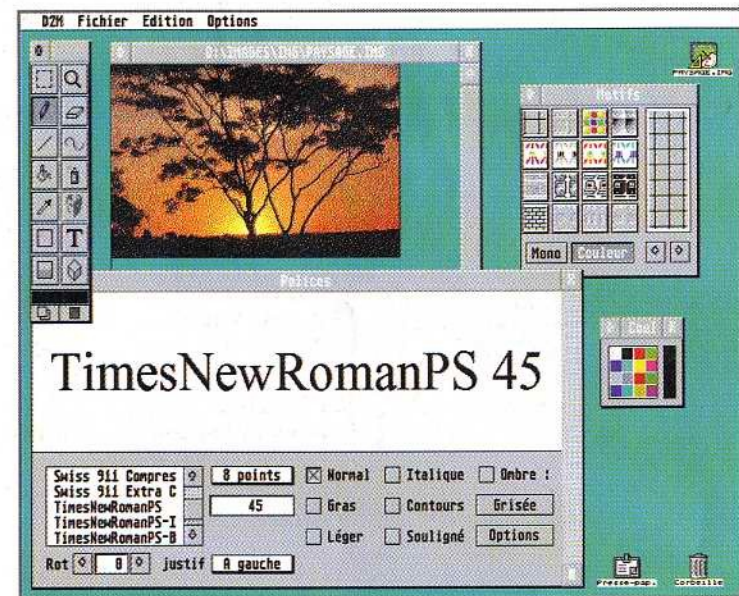 D2M Fichier Edition Options
D:\IMAGES\IMG\PAYSAGE.IMG
PAYSAGE.IMG
Motifs
T
Mono Couleur
Polices
Coul
TimesNewRomanPS 45
Swiss 911 Compres
Swiss 911 Extra C
TimesNewRomanPS
TimesNewRomanPS-I
TimesNewRomanPS-B
8 points
45
Normal Italique Ombre :
Gras Contours Grisée
Léger Souligné Options
Rot 0 justif A gauche
Presse-pap. Corbeille